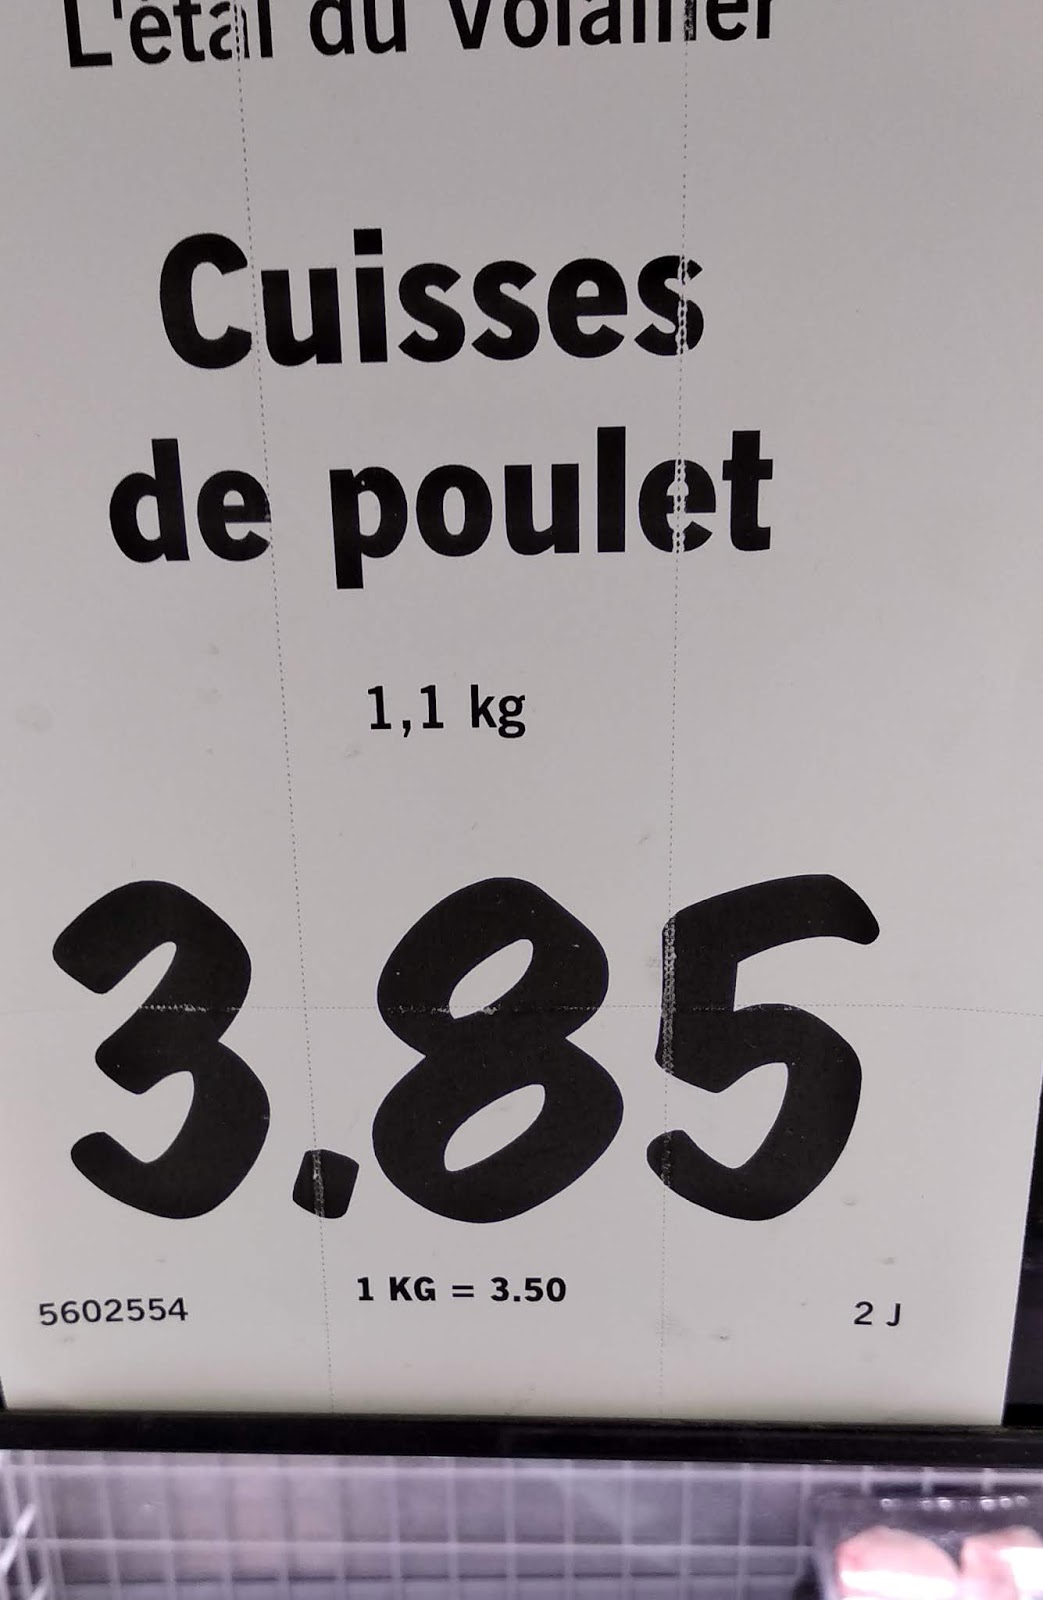 L'étal du Volailler
Cuisses
de poulet
1,1 kg
3.85
1 KG = 3.50
5602554
2 J